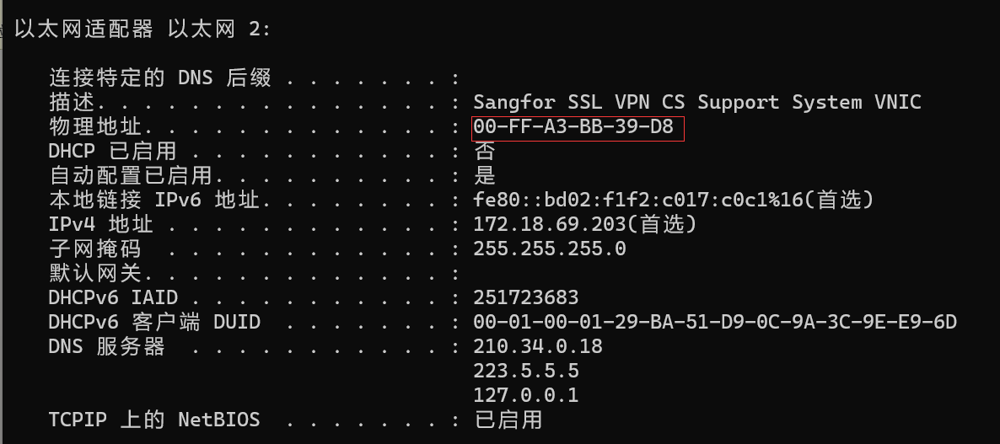 以太网适配器 以太网 2:
连接特定的 DNS 后缀 . . . . . . . :
描述. . . . . . . . . . . . . . . : Sangfor SSL VPN CS Support System VNIC
物理地址. . . . . . . . . . . . . : 00-FF-A3-BB-39-D8
DHCP 已启用 . . . . . . . . . . . : 否
自动配置已启用. . . . . . . . . . : 是
本地链接 IPv6 地址. . . . . . . . : fe80::bd02:f1f2:c017:c0c1%16(首选)
IPv4 地址 . . . . . . . . . . . . : 172.18.69.203(首选)
子网掩码  . . . . . . . . . . . . : 255.255.255.0
默认网关. . . . . . . . . . . . . :
DHCPv6 IAID . . . . . . . . . . . : 251723683
DHCPv6 客户端 DUID  . . . . . . . : 00-01-00-01-29-BA-51-D9-0C-9A-3C-9E-E9-6D
DNS 服务器  . . . . . . . . . . . : 210.34.0.18
223.5.5.5
127.0.0.1
TCPIP 上的 NetBIOS  . . . . . . . : 已启用